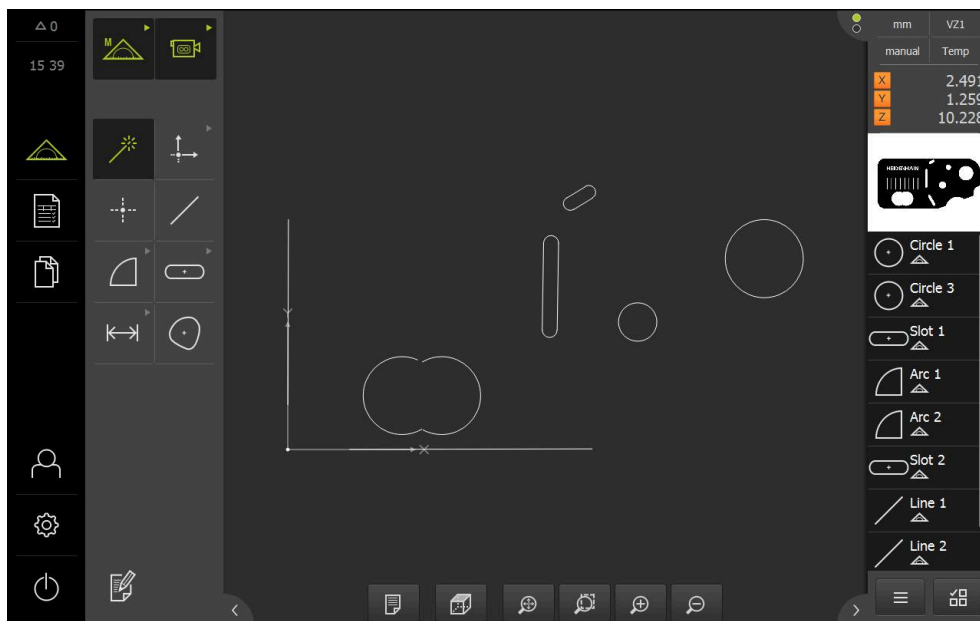 △ 0
15 39
M
mm VZ1
manual Temp
X 2.491
Y 1.259
Z 10.228
HEIDENHAIN
Circle 1
Circle 3
Slot 1
Arc 1
Arc 2
Slot 2
Line 1
Line 2
Y
X